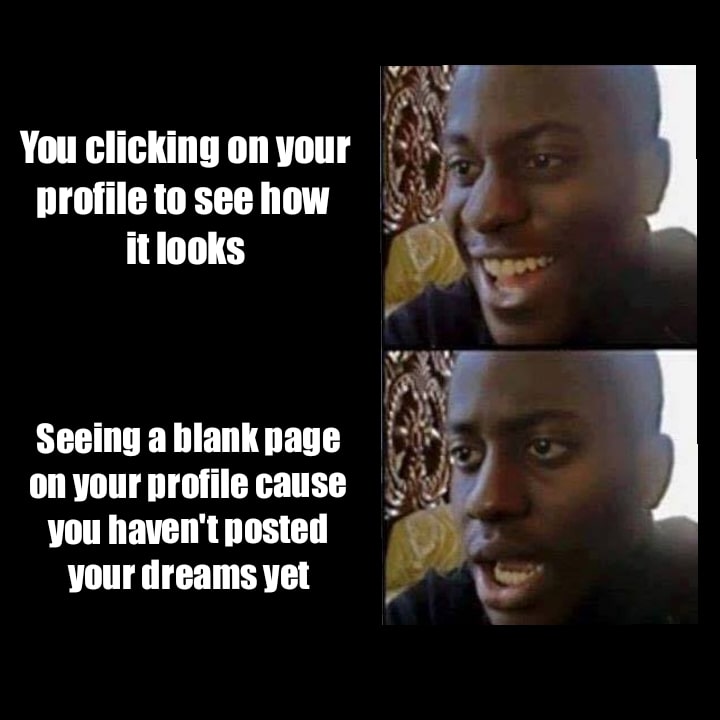 You clicking on your
profile to see how
it looks
Seeing a blank page
on your profile cause
you haven't posted
your dreams yet